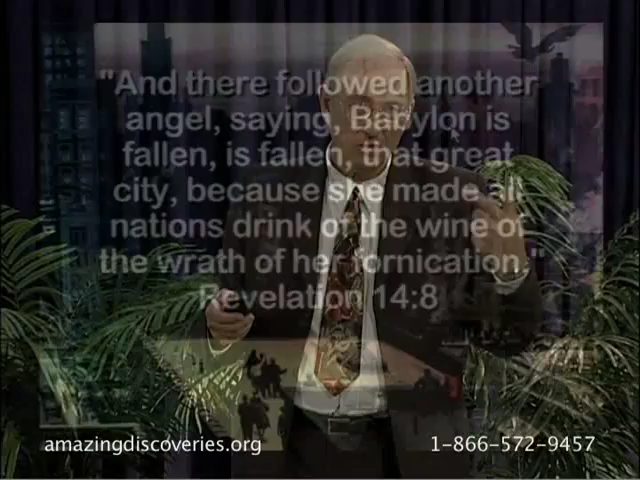 "And there followed another
angel, saying, Babylon is
fallen, is fallen, that great
city, because she made all
nations drink of the wine of
the wrath of her fornication."
Revelation 14:8
amazingdiscoveries.org
1-866-572-9457